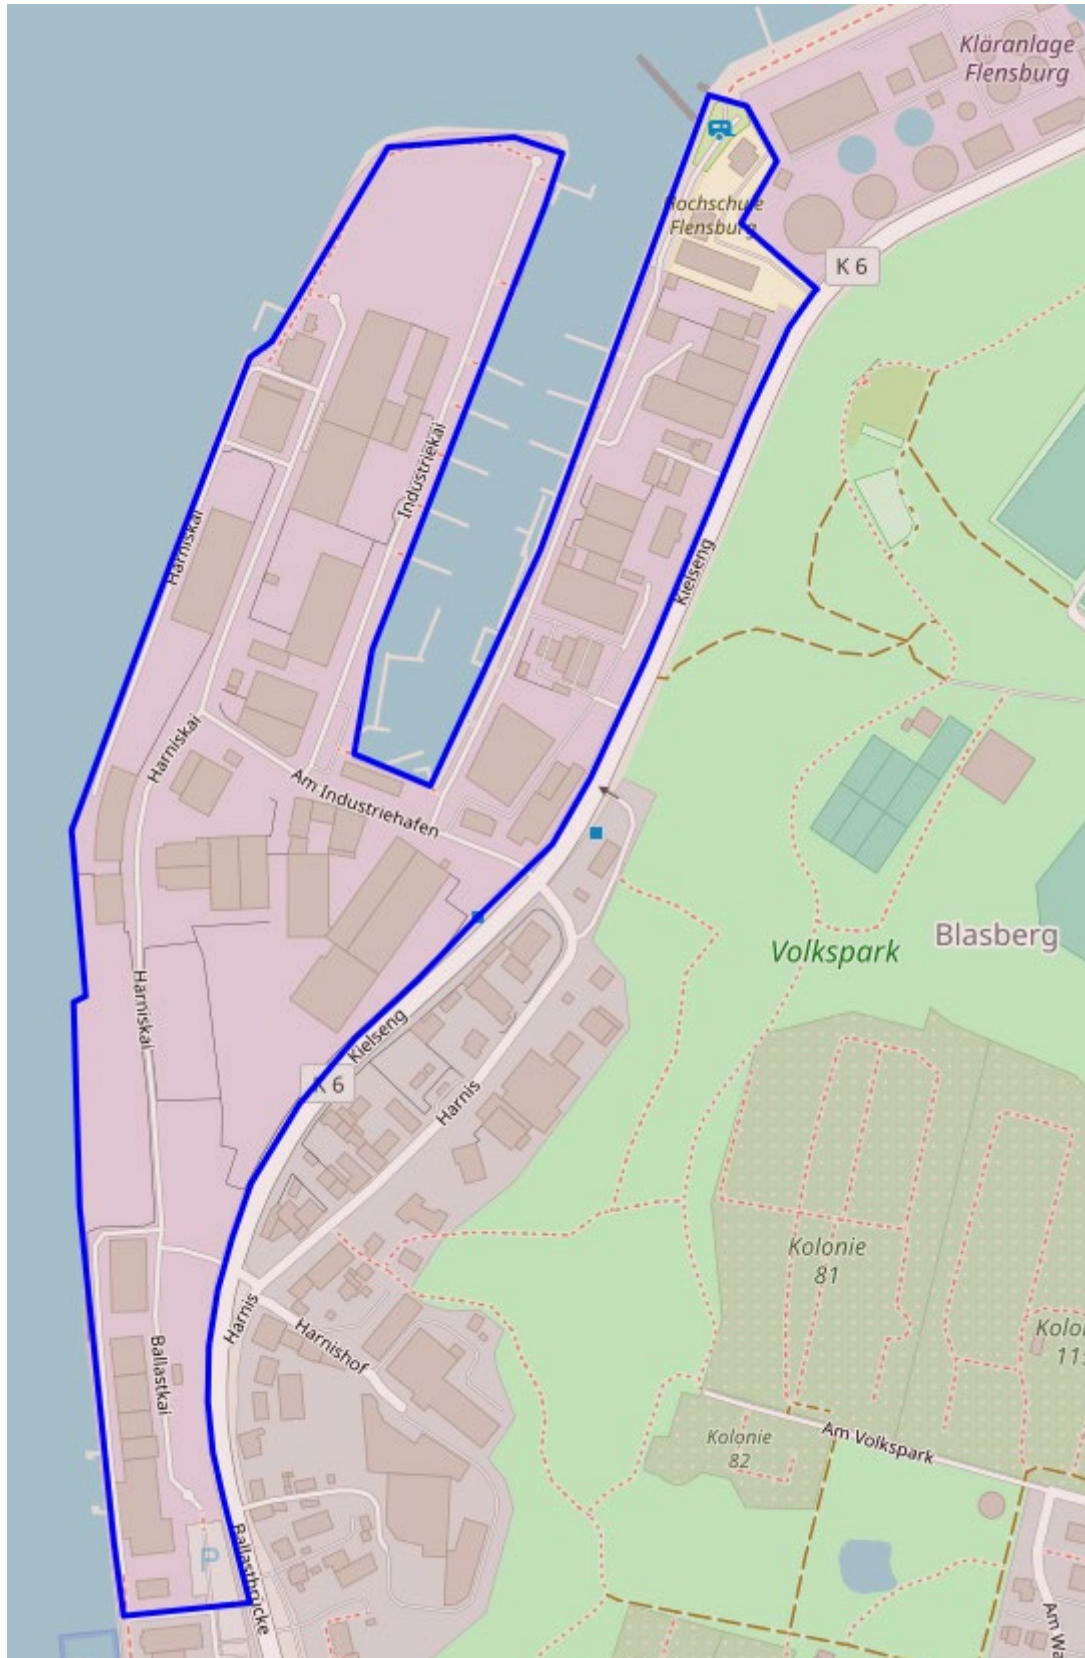 Kläranlage
Flensburg
Hochschule
Flensburg
K 6
Industriekai
Harniskai
Kielseng
Harniskai
Am Industriehafen
Volkspark
Blasberg
Harniskai
Kielseng
K 6
Harnis
Kolonie
81
Harnis
Harnishof
Ballastkai
Am Volkspark
Kolonie
82
P
Ballastbrücke